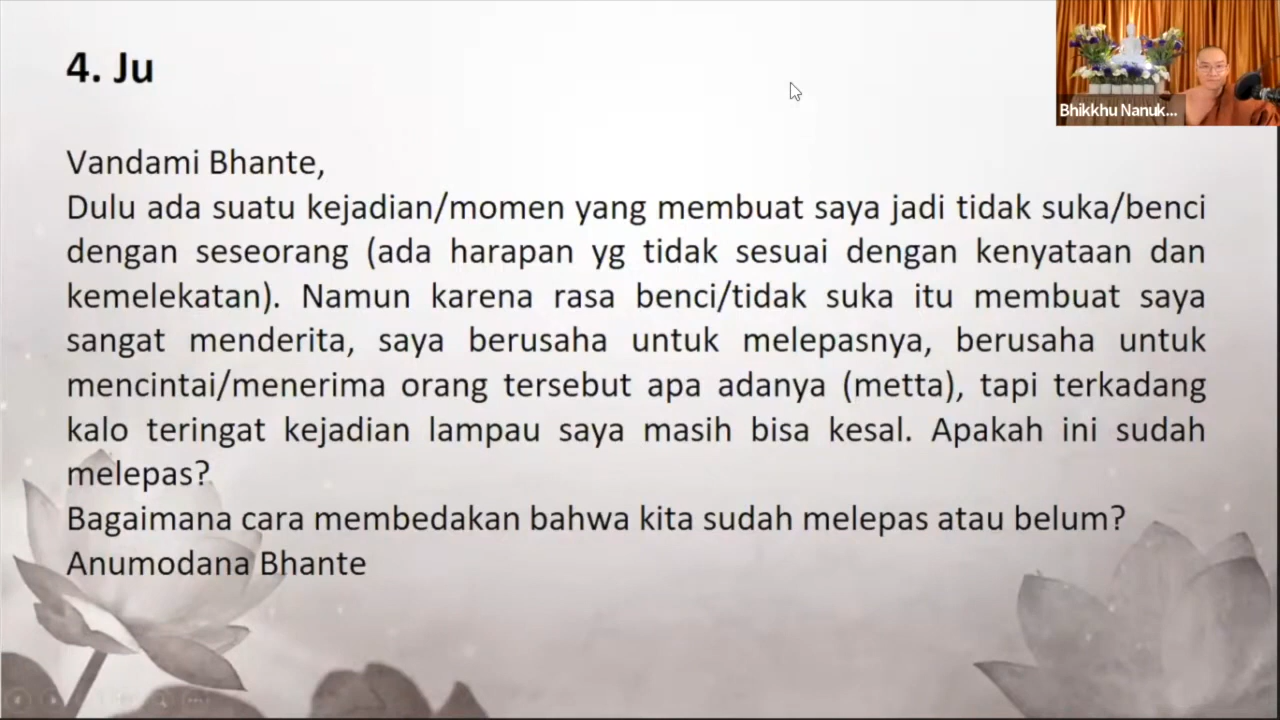 4. Ju
Bhikkhu Nanuk...
Vandami Bhante,
Dulu ada suatu kejadian/momen yang membuat saya jadi tidak suka/benci
dengan seseorang (ada harapan yg tidak sesuai dengan kenyataan dan
kemelekatan). Namun karena rasa benci/tidak suka itu membuat saya
sangat menderita, saya berusaha untuk melepasnya, berusaha untuk
mencintai/menerima orang tersebut apa adanya (metta), tapi terkadang
kalo teringat kejadian lampau saya masih bisa kesal. Apakah ini sudah
melepas?
Bagaimana cara membedakan bahwa kita sudah melepas atau belum?
Anumodana Bhante